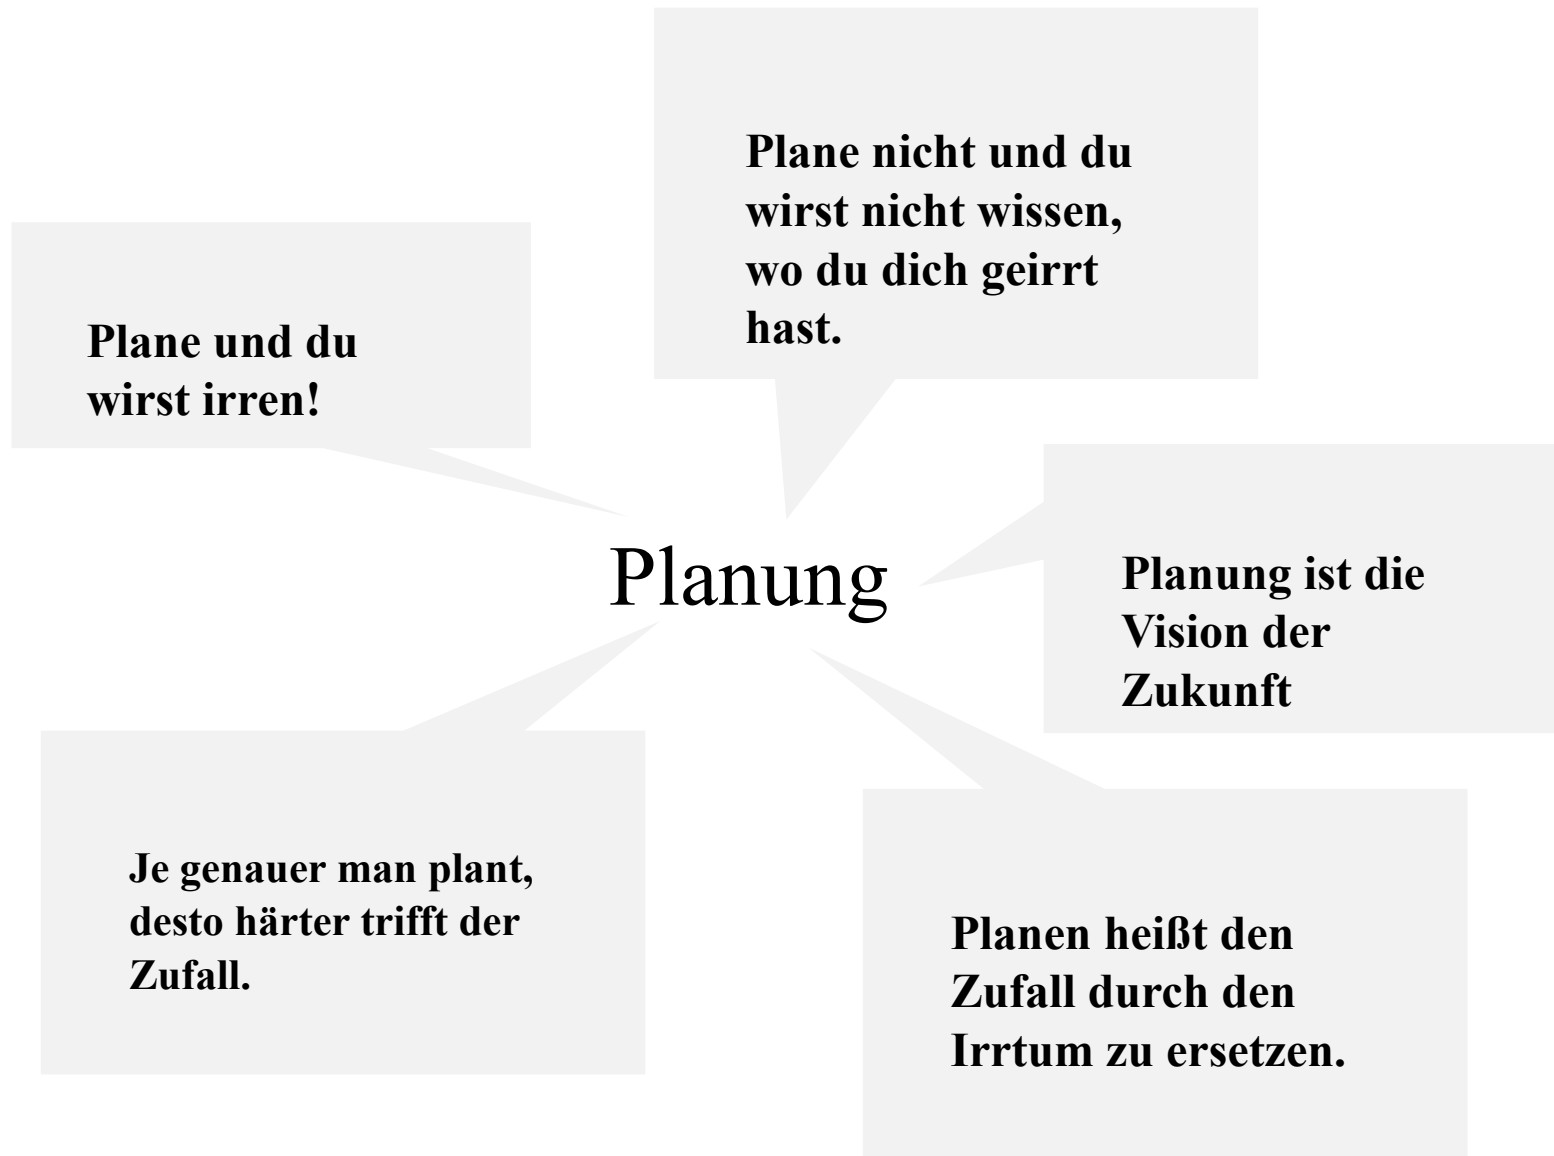 Plane nicht und du
wirst nicht wissen,
wo du dich geirrt
hast.
Plane und du
wirst irren!
Planung
Planung ist die
Vision der
Zukunft
Je genauer man plant,
desto härter trifft der
Zufall.
Planen heißt den
Zufall durch den
Irrtum zu ersetzen.